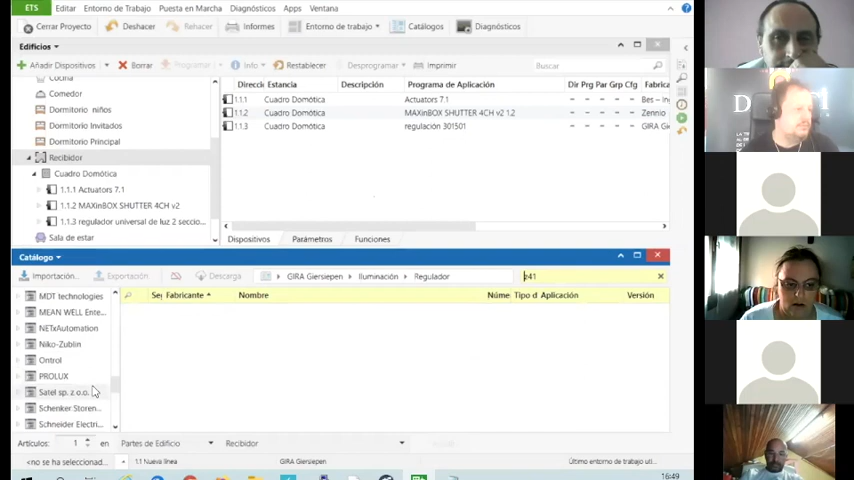 ETS Editar Entorno de Trabajo Puesta en Marcha Diagnósticos Apps Ventana
Cerrar Proyecto Deshacer Rehacer Informes Entorno de trabajo Catálogos Diagnósticos
Edificios
Añadir Dispositivos Borrar Programar Info Restablecer Desprogramar Imprimir Buscar
Cocina
Comedor
Dormitorio niños
Dormitorio Invitados
Dormitorio Principal
Recibidor
Cuadro Domótica
1.1.1 Actuators 7.1
1.1.2 MAXinBOX SHUTTER 4CH v2
1.1.3 regulador universal de luz 2 seccio...
Sala de estar
Direcci Estancia Descripción Programa de Aplicación Dir Prg Par Grp Cfg Fabrica
1.1.1 Cuadro Domótica Actuators 7.1 Bes – In
1.1.2 Cuadro Domótica MAXinBOX SHUTTER 4CH v2 1.2 Zennio
1.1.3 Cuadro Domótica regulación 301501 GIRA Gi
Dispositivos Parámetros Funciones
Catálogo
Importación... Exportación Descarga GIRA Giersiepen Iluminación Regulador z41
Seg Fabricante Nombre Núme Tipo d Aplicación Versión
MDT technologies
MEAN WELL Ente...
NETxAutomation
Niko-Zublin
Ontrol
PROLUX
Satel sp. z o.o.
Schenker Storen...
Schneider Electri...
Artículos: 1 en Partes de Edificio Recibidor
<no se ha seleccionad... 1.1 Nueva línea GIRA Giersiepen Último entorno de trabajo uti...
16:49